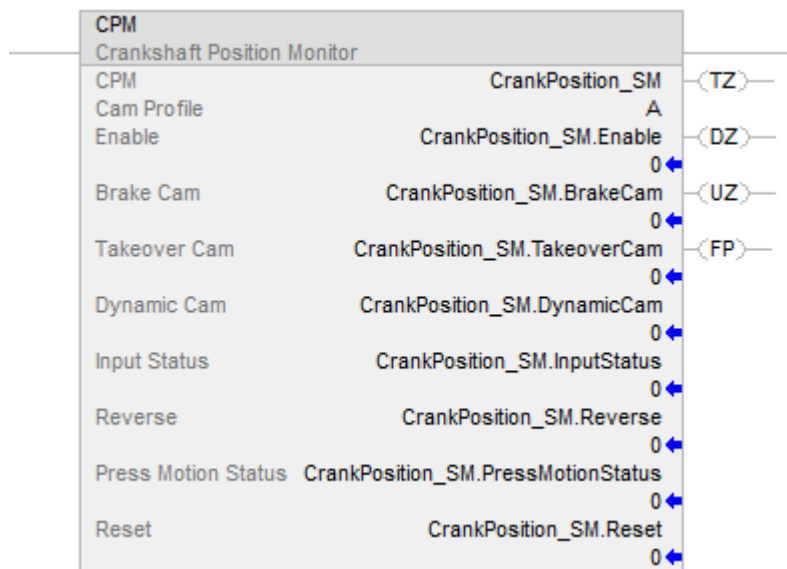 CPM
Crankshaft Position Monitor
CPM CrankPosition_SM TZ
Cam Profile A
Enable CrankPosition_SM.Enable DZ
0
Brake Cam CrankPosition_SM.BrakeCam UZ
0
Takeover Cam CrankPosition_SM.TakeoverCam FP
0
Dynamic Cam CrankPosition_SM.DynamicCam
0
Input Status CrankPosition_SM.InputStatus
0
Reverse CrankPosition_SM.Reverse
0
Press Motion Status CrankPosition_SM.PressMotionStatus
0
Reset CrankPosition_SM.Reset
0